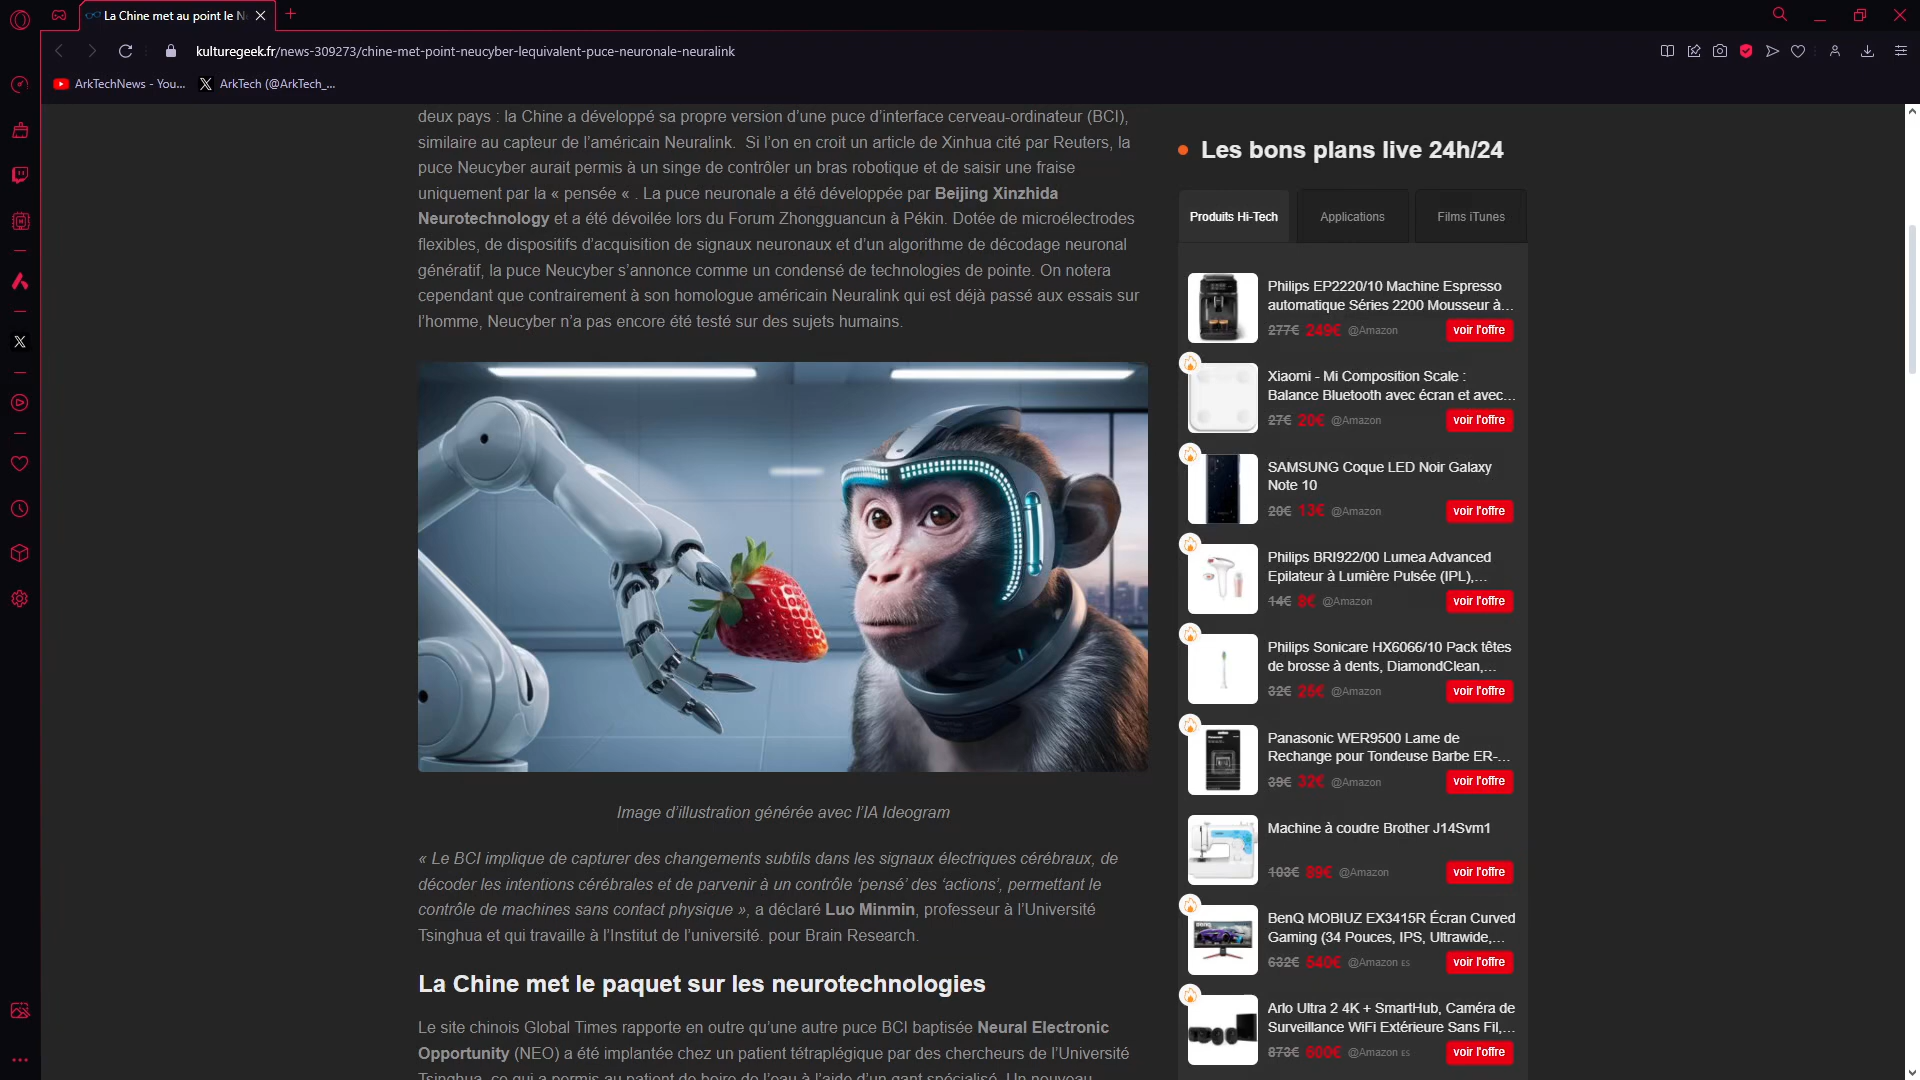 La Chine met au point le N
kulturegeek.fr/news-309273/chine-met-point-neucyber-lequivalent-puce-neuronale-neuralink
ArkTechNews - You...
ArkTech (@ArkTech_...
deux pays : la Chine a développé sa propre version d’une puce d’interface cerveau-ordinateur (BCI),
similaire au capteur de l’américain Neuralink. Si l’on en croit un article de Xinhua cité par Reuters, la
puce Neucyber aurait permis à un singe de contrôler un bras robotique et de saisir une fraise
uniquement par la « pensée « . La puce neuronale a été développée par Beijing Xinzhida
Neurotechnology et a été dévoilée lors du Forum Zhongguancun à Pékin. Dotée de microélectrodes
flexibles, de dispositifs d’acquisition de signaux neuronaux et d’un algorithme de décodage neuronal
génératif, la puce Neucyber s’annonce comme un condensé de technologies de pointe. On notera
cependant que contrairement à son homologue américain Neuralink qui est déjà passé aux essais sur
l’homme, Neucyber n’a pas encore été testé sur des sujets humains.
Image d’illustration générée avec l’IA Ideogram
« Le BCI implique de capturer des changements subtils dans les signaux électriques cérébraux, de
décoder les intentions cérébrales et de parvenir à un contrôle ‘pensé’ des ‘actions’, permettant le
contrôle de machines sans contact physique », a déclaré Luo Minmin, professeur à l’Université
Tsinghua et qui travaille à l’Institut de l’université. pour Brain Research.
La Chine met le paquet sur les neurotechnologies
Le site chinois Global Times rapporte en outre qu’une autre puce BCI baptisée Neural Electronic
Opportunity (NEO) a été implantée chez un patient tétraplégique par des chercheurs de l’Université
Tsinghua, ce qui a permis au patient de boire de l’eau à l’aide d’un gant spécialisé. Un nouveau
Les bons plans live 24h/24
Produits Hi-Tech
Applications
Films iTunes
Philips EP2220/10 Machine Espresso
automatique Séries 2200 Mousseur à...
277€ 249€ @Amazon
voir l'offre
Xiaomi - Mi Composition Scale :
Balance Bluetooth avec écran et avec...
27€ 20€ @Amazon
voir l'offre
SAMSUNG Coque LED Noir Galaxy
Note 10
20€ 13€ @Amazon
voir l'offre
Philips BRI922/00 Lumea Advanced
Epilateur à Lumière Pulsée (IPL),...
14€ 8€ @Amazon
voir l'offre
Philips Sonicare HX6066/10 Pack têtes
de brosse à dents, DiamondClean,...
32€ 25€ @Amazon
voir l'offre
Panasonic WER9500 Lame de
Rechange pour Tondeuse Barbe ER-...
39€ 32€ @Amazon
voir l'offre
Machine à coudre Brother J14Svm1
103€ 89€ @Amazon
voir l'offre
BenQ MOBIUZ EX3415R Écran Curved
Gaming (34 Pouces, IPS, Ultrawide,...
632€ 540€ @Amazon ES
voir l'offre
Arlo Ultra 2 4K + SmartHub, Caméra de
Surveillance WiFi Extérieure Sans Fil,...
873€ 600€ @Amazon ES
voir l'offre